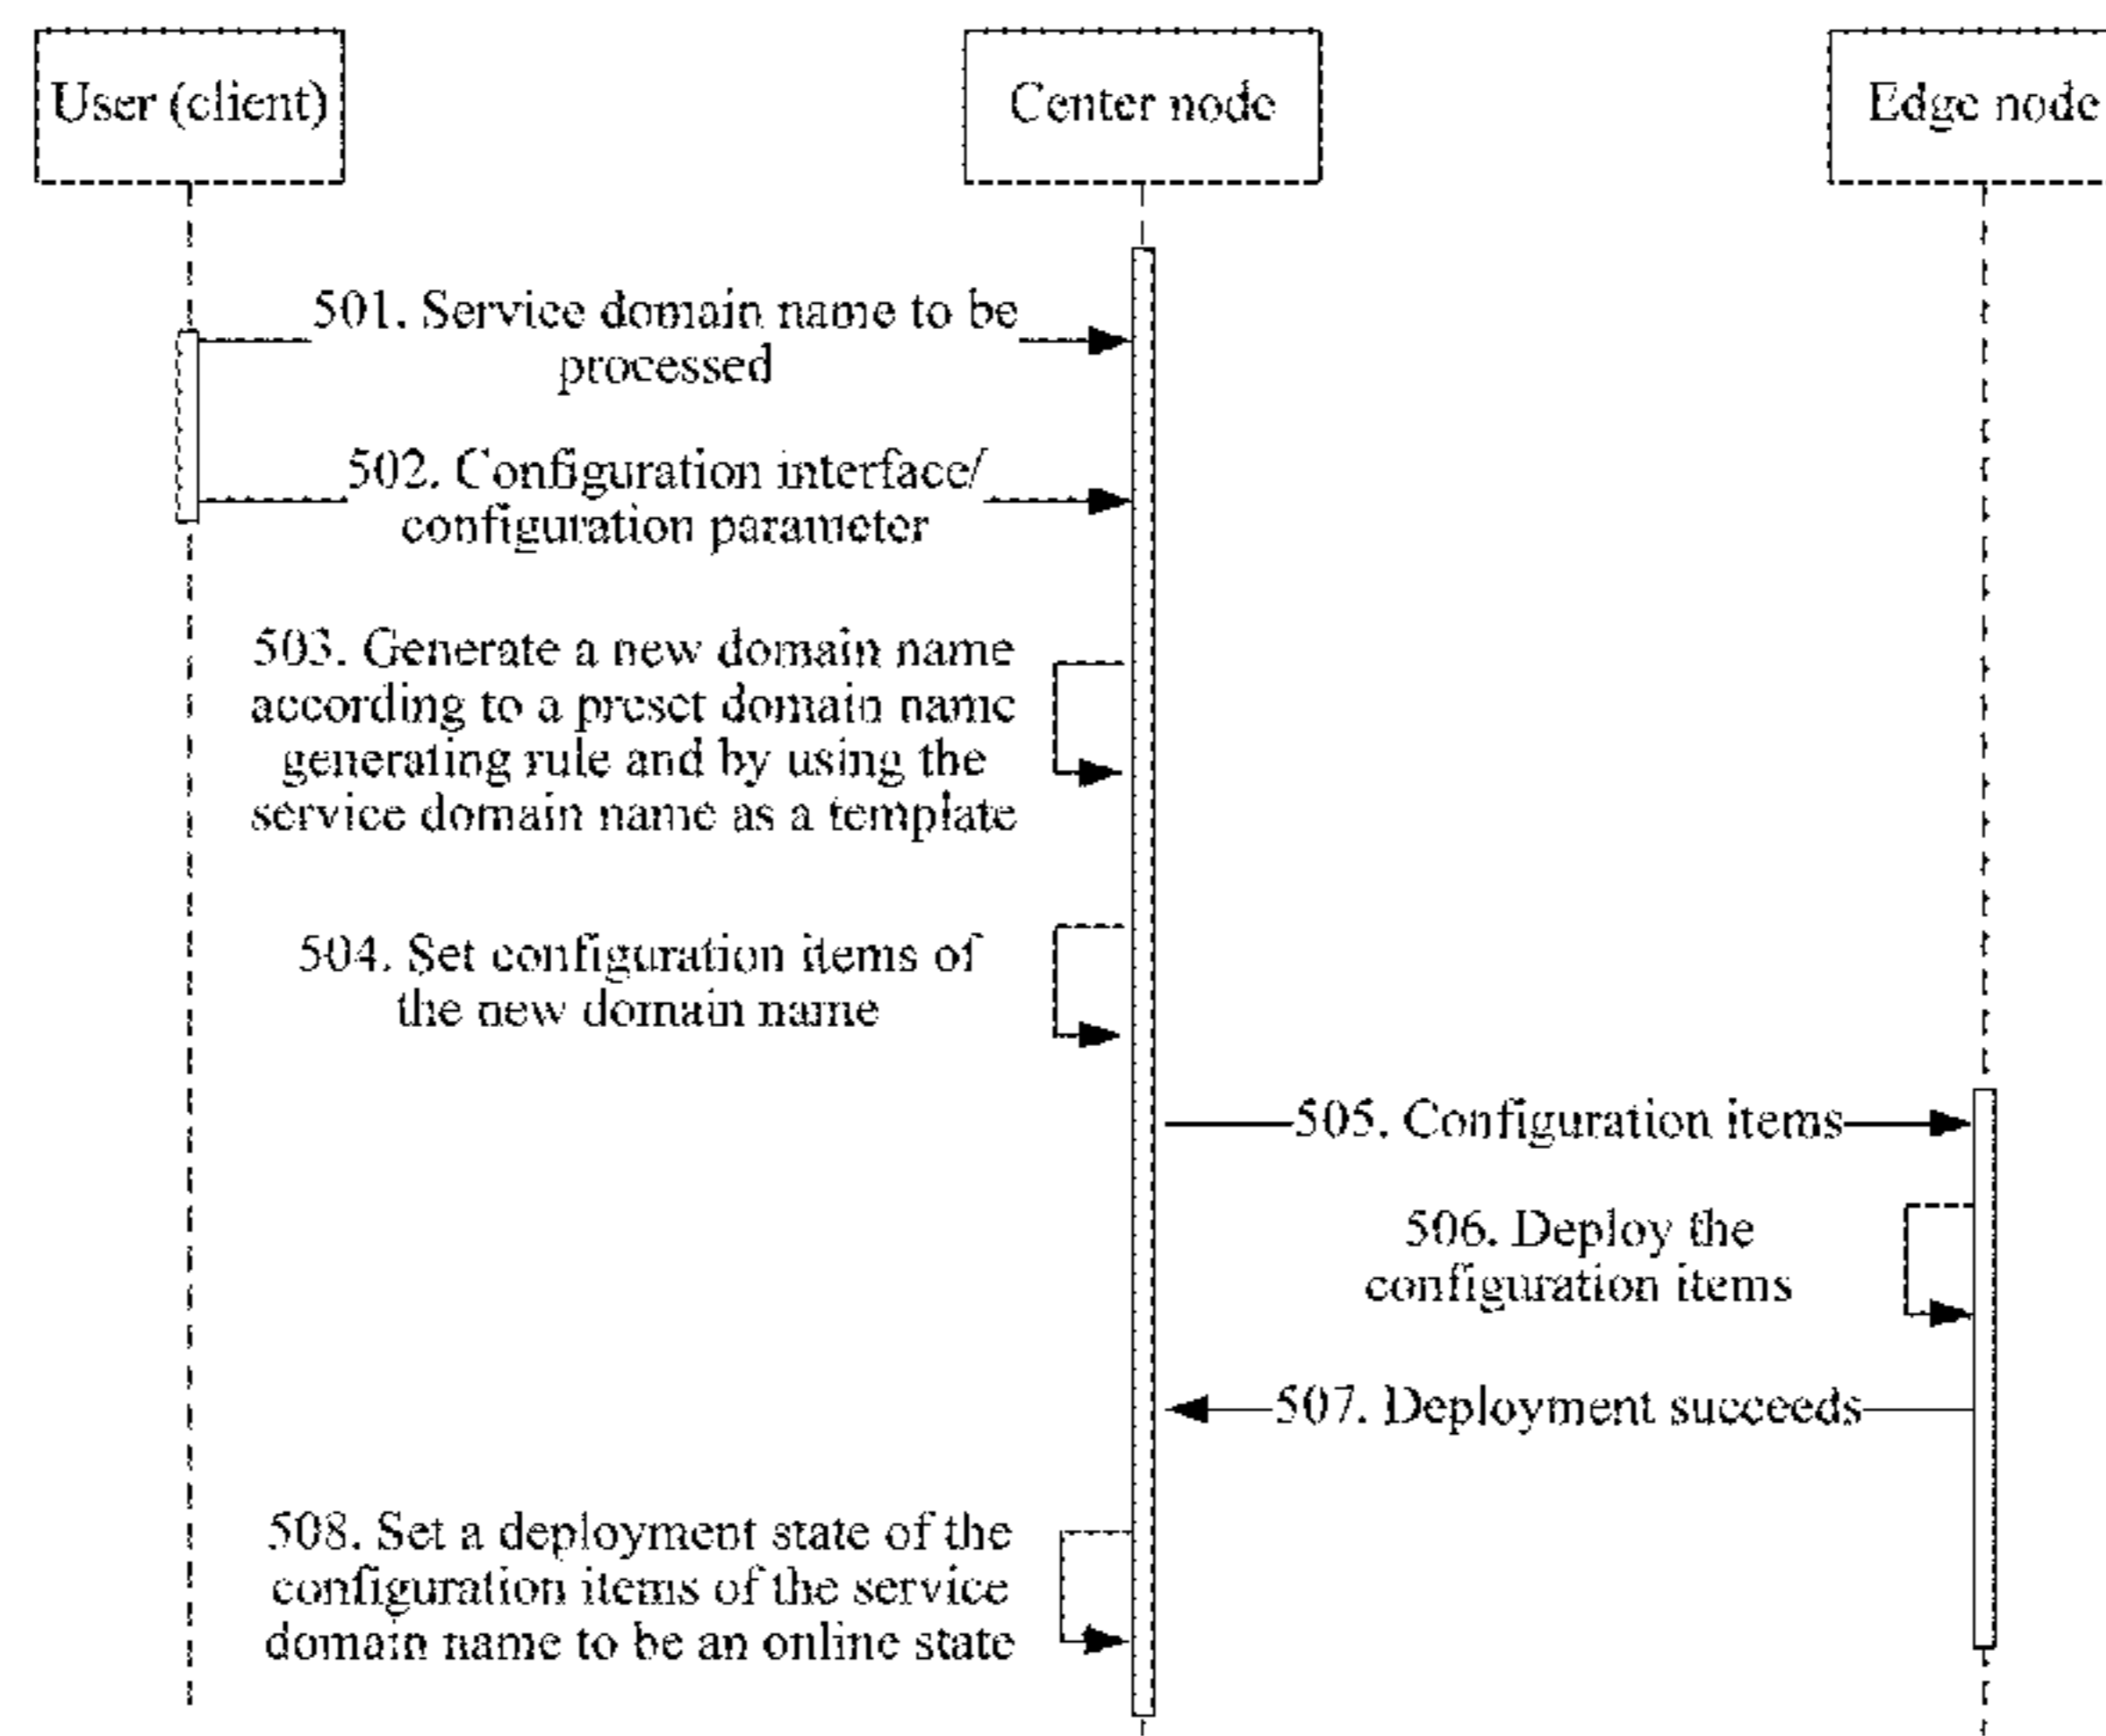 User (client)
Center node
Edge node
501. Service domain name to be
processed
502. Configuration interface/
configuration parameter
503. Generate a new domain name
according to a preset domain name
generating rule and by using the
service domain name as a template
504. Set configuration items of
the new domain name
505. Configuration items
506. Deploy the
configuration items
507. Deployment succeeds
508. Set a deployment state of the
configuration items of the service
domain name to be an online state